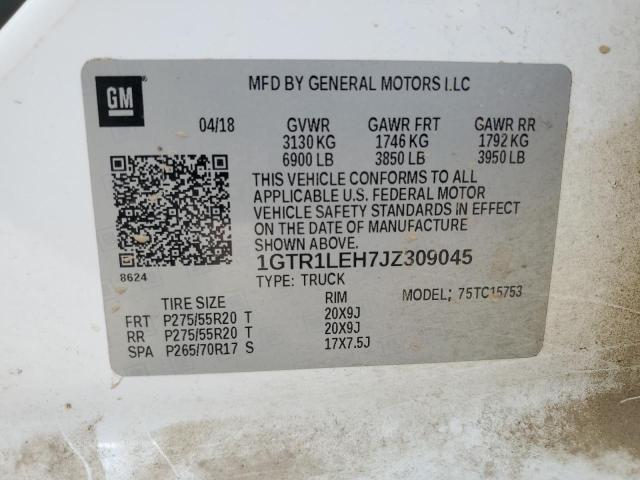 GM
MFD BY GENERAL MOTORS LLC
04/18 GVWR GAWR FRT GAWR RR
3130 KG 1746 KG 1792 KG
6900 LB 3850 LB 3950 LB
THIS VEHICLE CONFORMS TO ALL
APPLICABLE U.S. FEDERAL MOTOR
VEHICLE SAFETY STANDARDS IN EFFECT
ON THE DATE OF MANUFACTURE
SHOWN ABOVE.
8624
1GTR1LEH7JZ309045
TYPE: TRUCK MODEL: 75TC15753
TIRE SIZE RIM
FRT P275/55R20 T 20X9J
RR P275/55R20 T 20X9J
SPA P265/70R17 S 17X7.5J